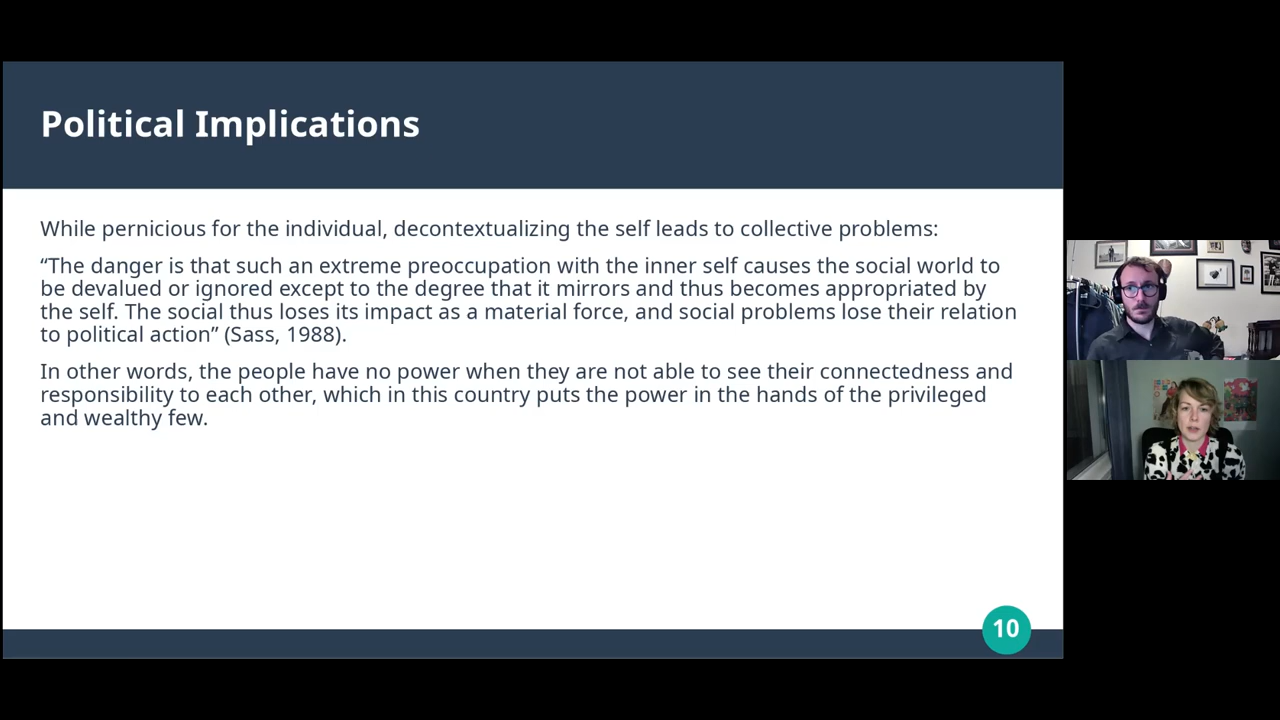 Political Implications
While pernicious for the individual, decontextualizing the self leads to collective problems:
“The danger is that such an extreme preoccupation with the inner self causes the social world to
be devalued or ignored except to the degree that it mirrors and thus becomes appropriated by
the self. The social thus loses its impact as a material force, and social problems lose their relation
to political action” (Sass, 1988).
In other words, the people have no power when they are not able to see their connectedness and
responsibility to each other, which in this country puts the power in the hands of the privileged
and wealthy few.
10